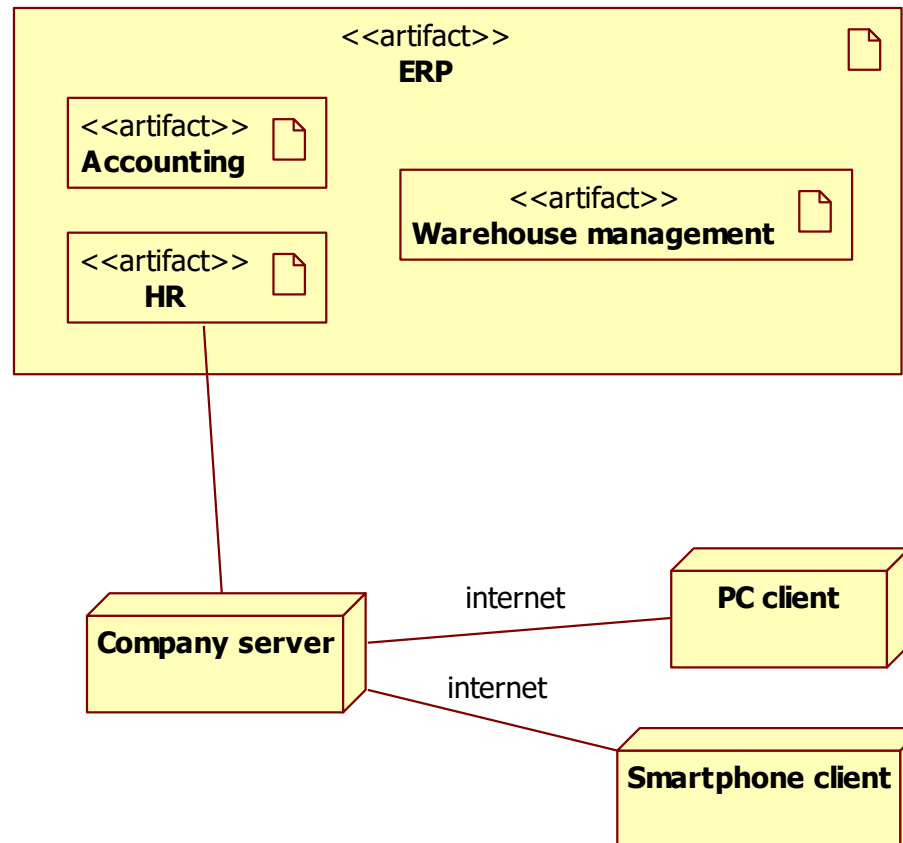 <<artifact>>
ERP
<<artifact>>
Accounting
<<artifact>>
Warehouse management
<<artifact>>
HR
internet
PC client
Company server
internet
Smartphone client